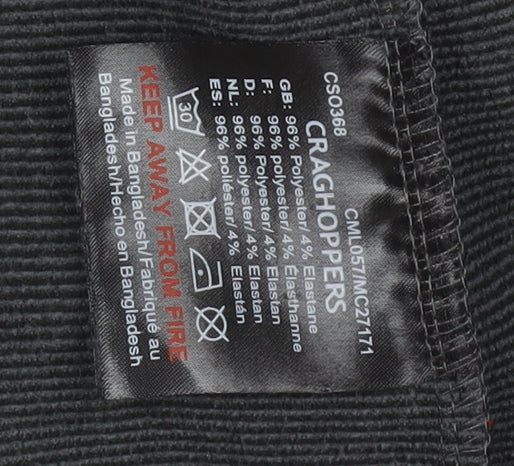 CSO368 CML057/MC27171
CRAGHOPPERS
GB: 96% Polyester/4% Elastane
F: 96% polyester/4% Élasthanne
D: 96% Polyester/4% Elastan
NL: 96% polyester/4% Elastan
ES: 96% poliéster/4% Elastán
30
KEEP AWAY FROM FIRE
Made in Bangladesh/Fabriqué au
Bangladesh/Hecho en Bangladesh